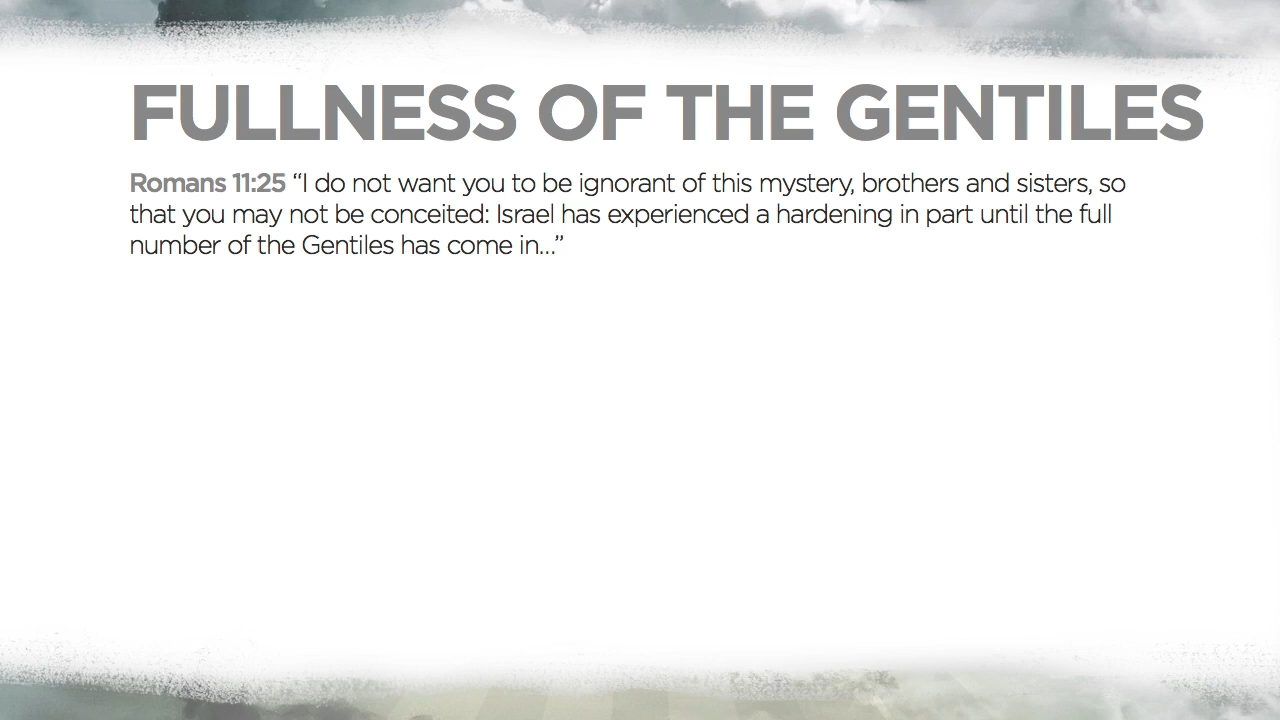 FULLNESS OF THE GENTILES
Romans 11:25 “I do not want you to be ignorant of this mystery, brothers and sisters, so
that you may not be conceited: Israel has experienced a hardening in part until the full
number of the Gentiles has come in...”